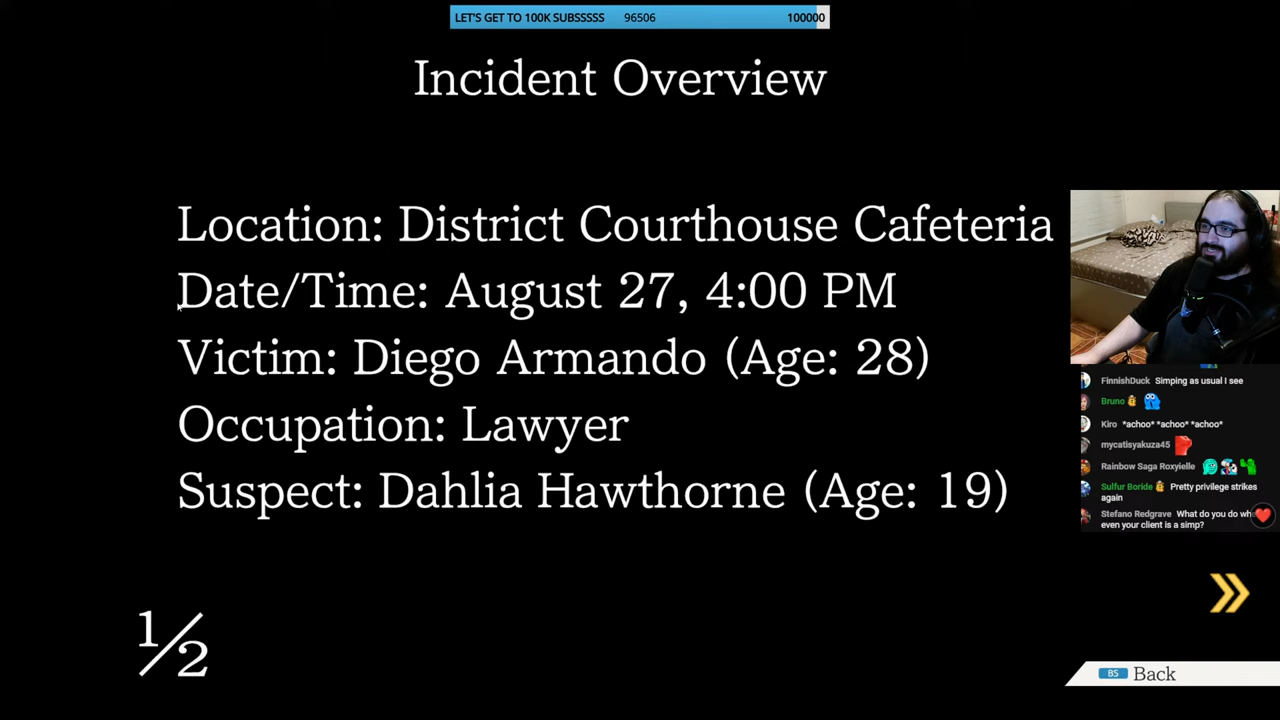 LET'S GET TO 100K SUBSSSSS 96506 100000
Incident Overview
Location: District Courthouse Cafeteria
Date/Time: August 27, 4:00 PM
Victim: Diego Armando (Age: 28)
Occupation: Lawyer
Suspect: Dahlia Hawthorne (Age: 19)
FinnishDuck Simping as usual I see
Bruno
Kiro *achoo* *achoo* *achoo*
mycatisyakuza45
Rainbow Saga Roxyielle
Sulfur Boride Pretty privilege strikes
again
Stefano Redgrave What do you do
even your client is a simp?
½
BS Back